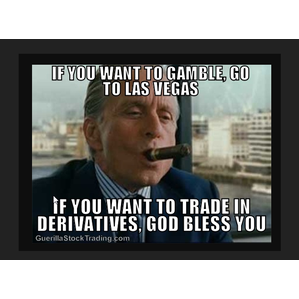 IF YOU WANT TO GAMBLE, GO
TO LAS VEGAS
IF YOU WANT TO TRADE IN
DERIVATIVES, GOD BLESS YOU
GuerillaStockTrading.com